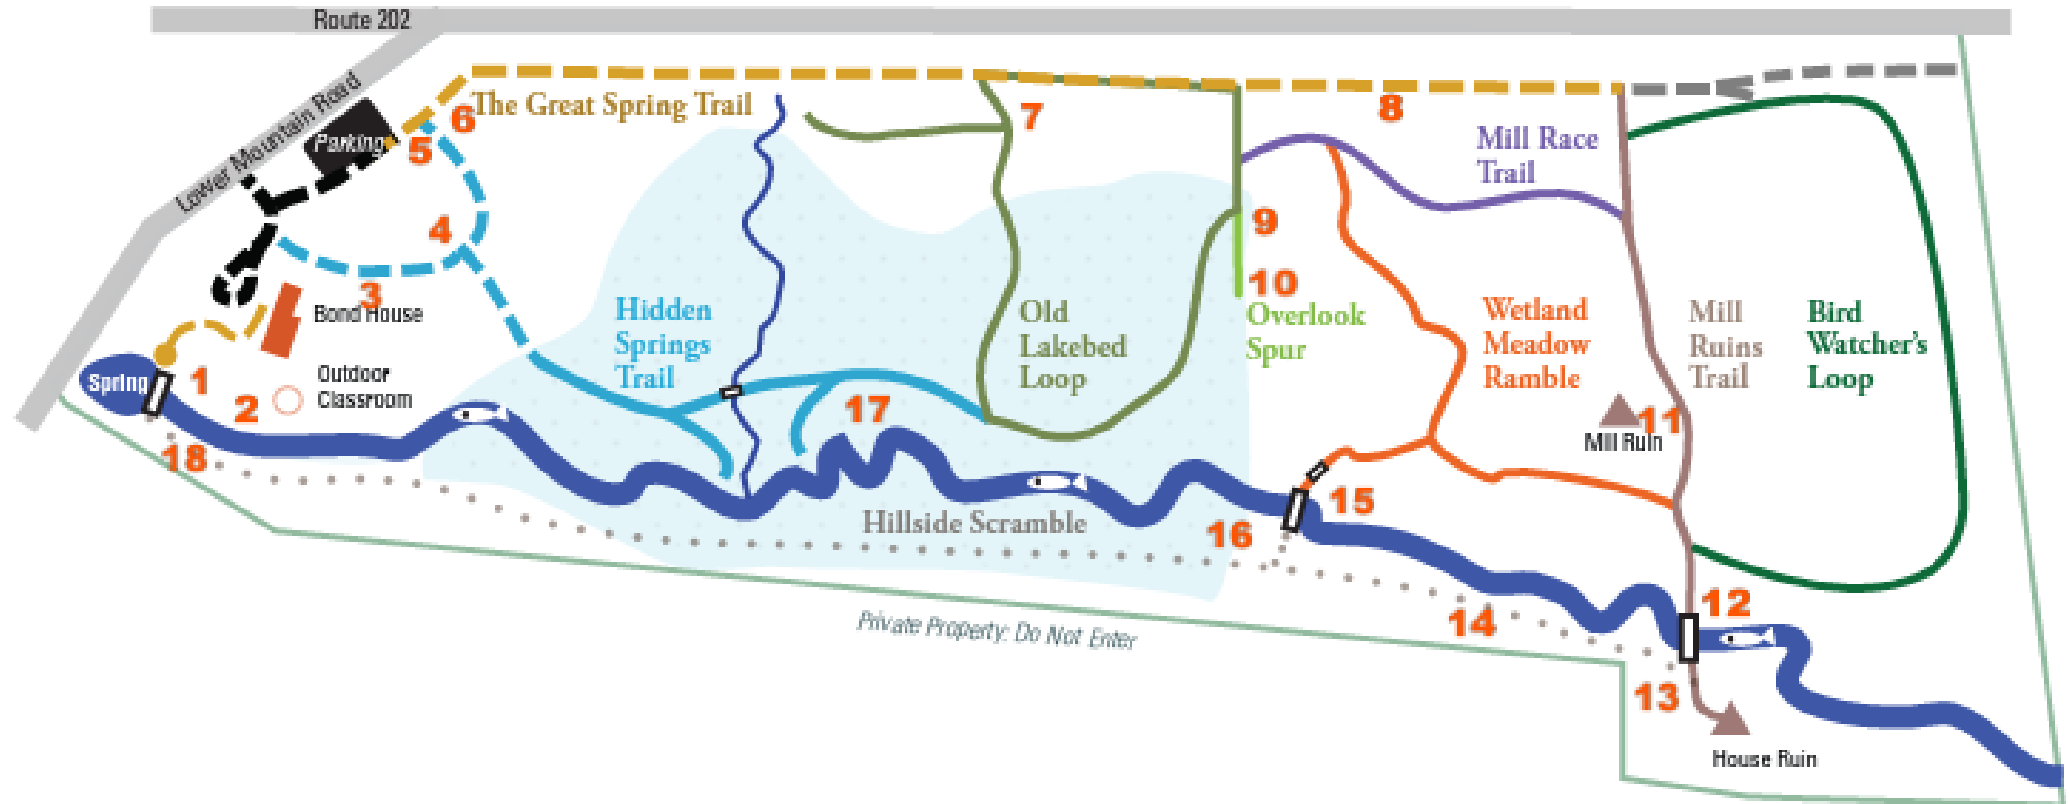 Route 202
Lower Mountain Road
Parking
The Great Spring Trail
6
5
7
8
Mill Race
Trail
4
9
3
10
Bond House
Hidden
Springs
Trail
Old
Lakebed
Loop
Overlook
Spur
Wetland
Meadow
Ramble
Mill
Ruins
Trail
Bird
Watcher's
Loop
Spring
1
2
Outdoor
Classroom
17
11
Mill Ruin
18
15
16
Hillside Scramble
12
14
Private Property: Do Not Enter
13
House Ruin